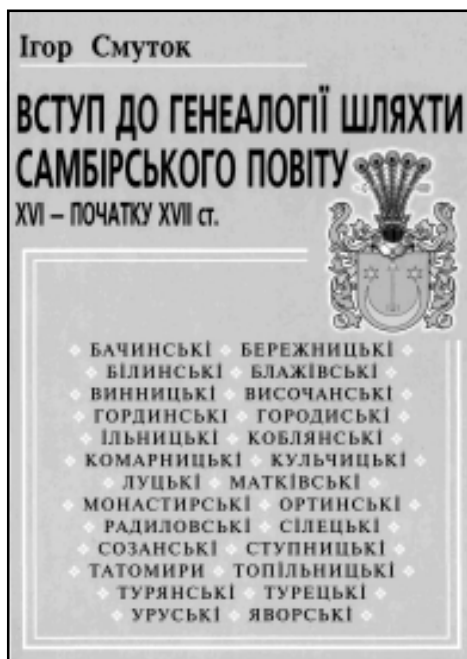 Ігор Смуток
ВСТУП ДО ГЕНЕАЛОГІЇ ШЛЯХТИ
САМБІРСЬКОГО ПОВІТУ
XVI – ПОЧАТКУ XVII ст.
БАЧИНСЬКІ БЕРЕЖНИЦЬКІ
БІЛИНСЬКІ БЛАЖІВСЬКІ
ВИННИЦЬКІ ВИСОЧАНСЬКІ
ГОРДИНСЬКІ ГОРОДИСЬКІ
ІЛЬНИЦЬКІ КОБЛЯНСЬКІ
КОМАРНИЦЬКІ КУЛЬЧИЦЬКІ
ЛУЦЬКІ МАТКІВСЬКІ
МОНАСТИРСЬКІ ОРТИНСЬКІ
РАДИЛОВСЬКІ СІЛЕЦЬКІ
СОЗАНСЬКІ СТУПНИЦЬКІ
ТАТОМИРИ ТОПІЛЬНИЦЬКІ
ТУРЯНСЬКІ ТУРЕЦЬКІ
УРУСЬКІ ЯВОРСЬКІ